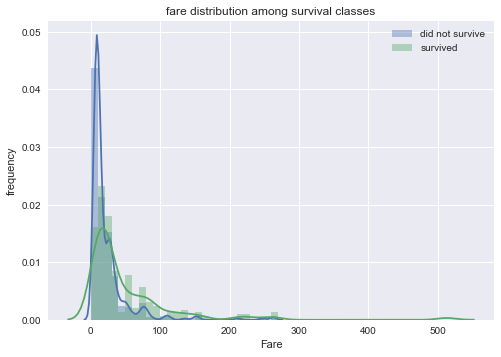 fare distribution among survival classes
did not survive
survived
0.05
0.04
0.03
0.02
0.01
0.00
frequency
0 100 200 300 400 500
Fare